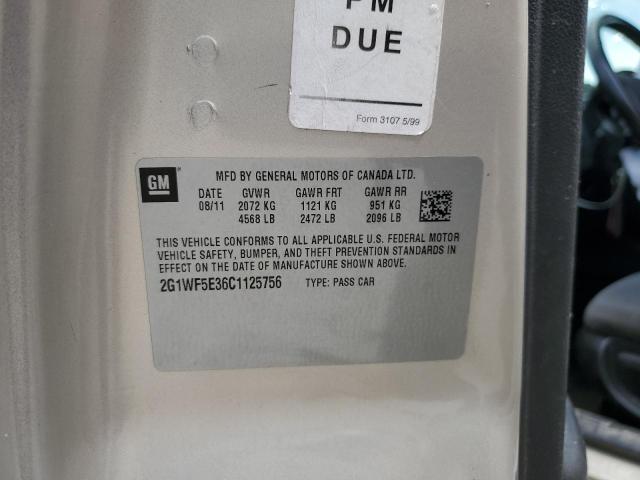 PM
DUE
Form 3107 5/99
GM
MFD BY GENERAL MOTORS OF CANADA LTD.
DATE GVWR GAWR FRT GAWR RR
08/11 2072 KG 1121 KG 951 KG
4568 LB 2472 LB 2096 LB
THIS VEHICLE CONFORMS TO ALL APPLICABLE U.S. FEDERAL MOTOR
VEHICLE SAFETY, BUMPER, AND THEFT PREVENTION STANDARDS IN
EFFECT ON THE DATE OF MANUFACTURE SHOWN ABOVE.
2G1WF5E36C1125756 TYPE: PASS CAR